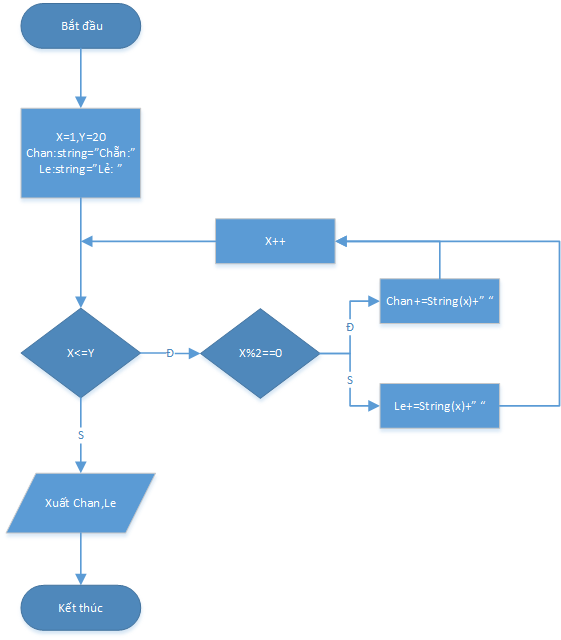 Bắt đầu
X=1,Y=20
Chan:string=”Chẵn:”
Le:string=”Lẻ: ”
X++
Chan+=String(x)+” “
Đ
X<=Y
Đ
X%2==0
S
Le+=String(x)+” “
S
Xuất Chan,Le
Kết thúc